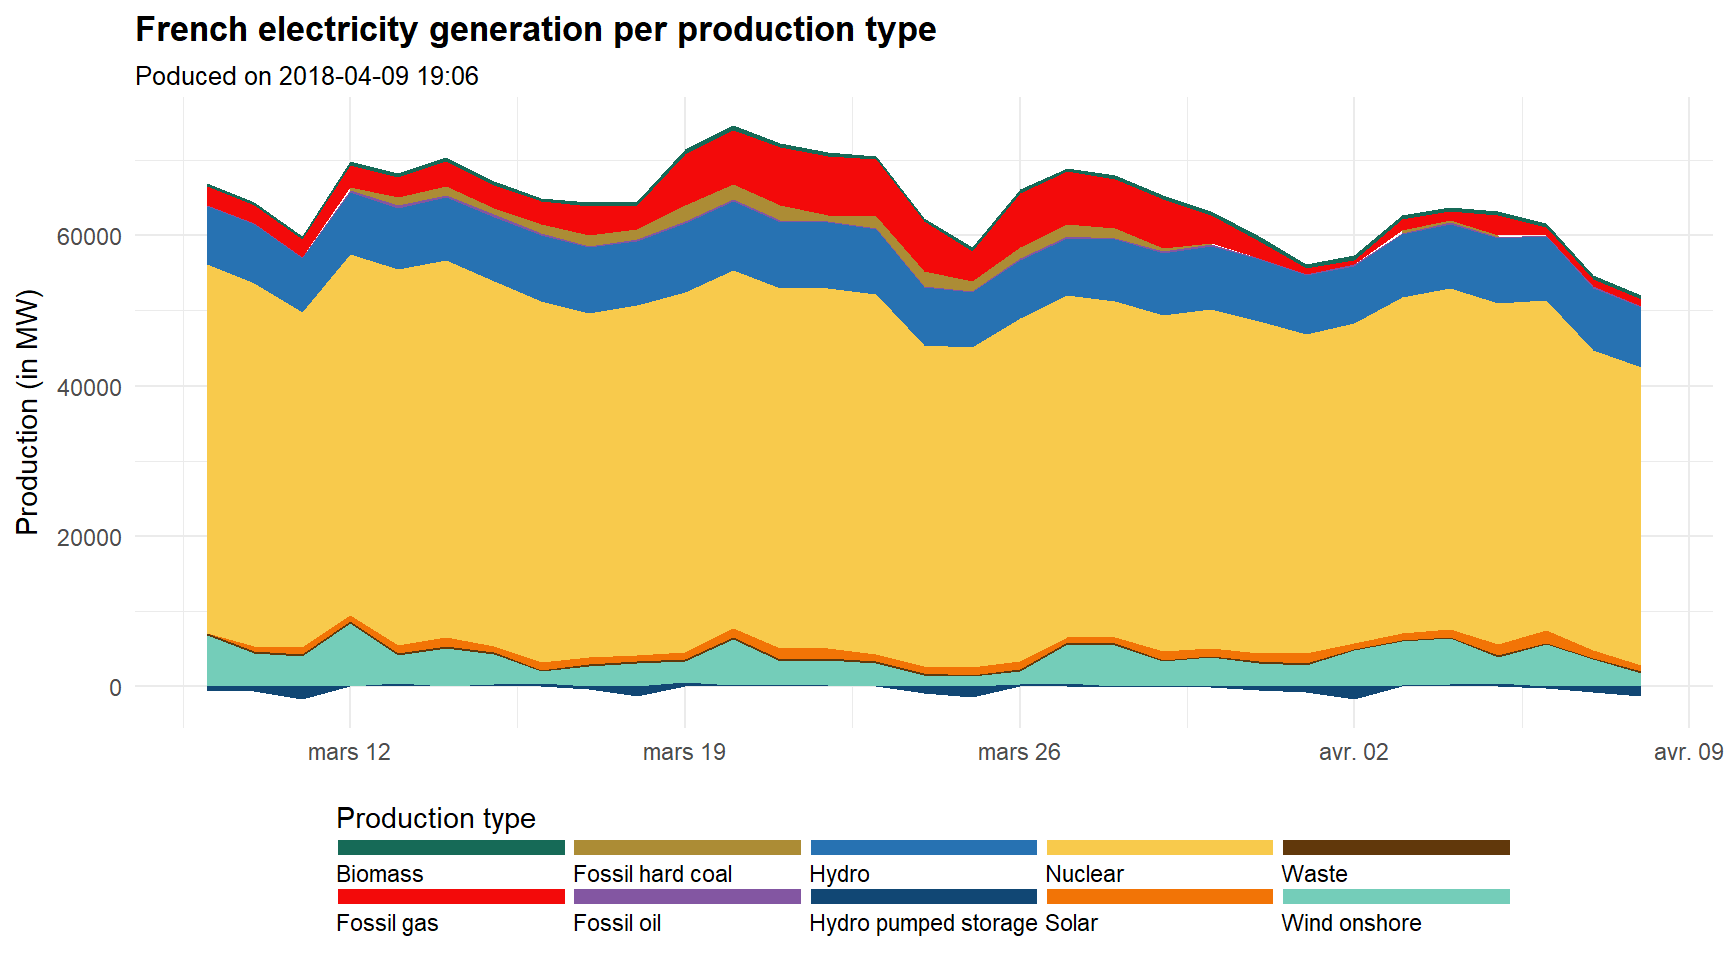 French electricity generation per production type
Poduced on 2018-04-09 19:06
Production (in MW)
60000
40000
20000
0
mars 12 mars 19 mars 26 avr. 02 avr. 09
Production type
Biomass Fossil hard coal Hydro Nuclear Waste
Fossil gas Fossil oil Hydro pumped storage Solar Wind onshore